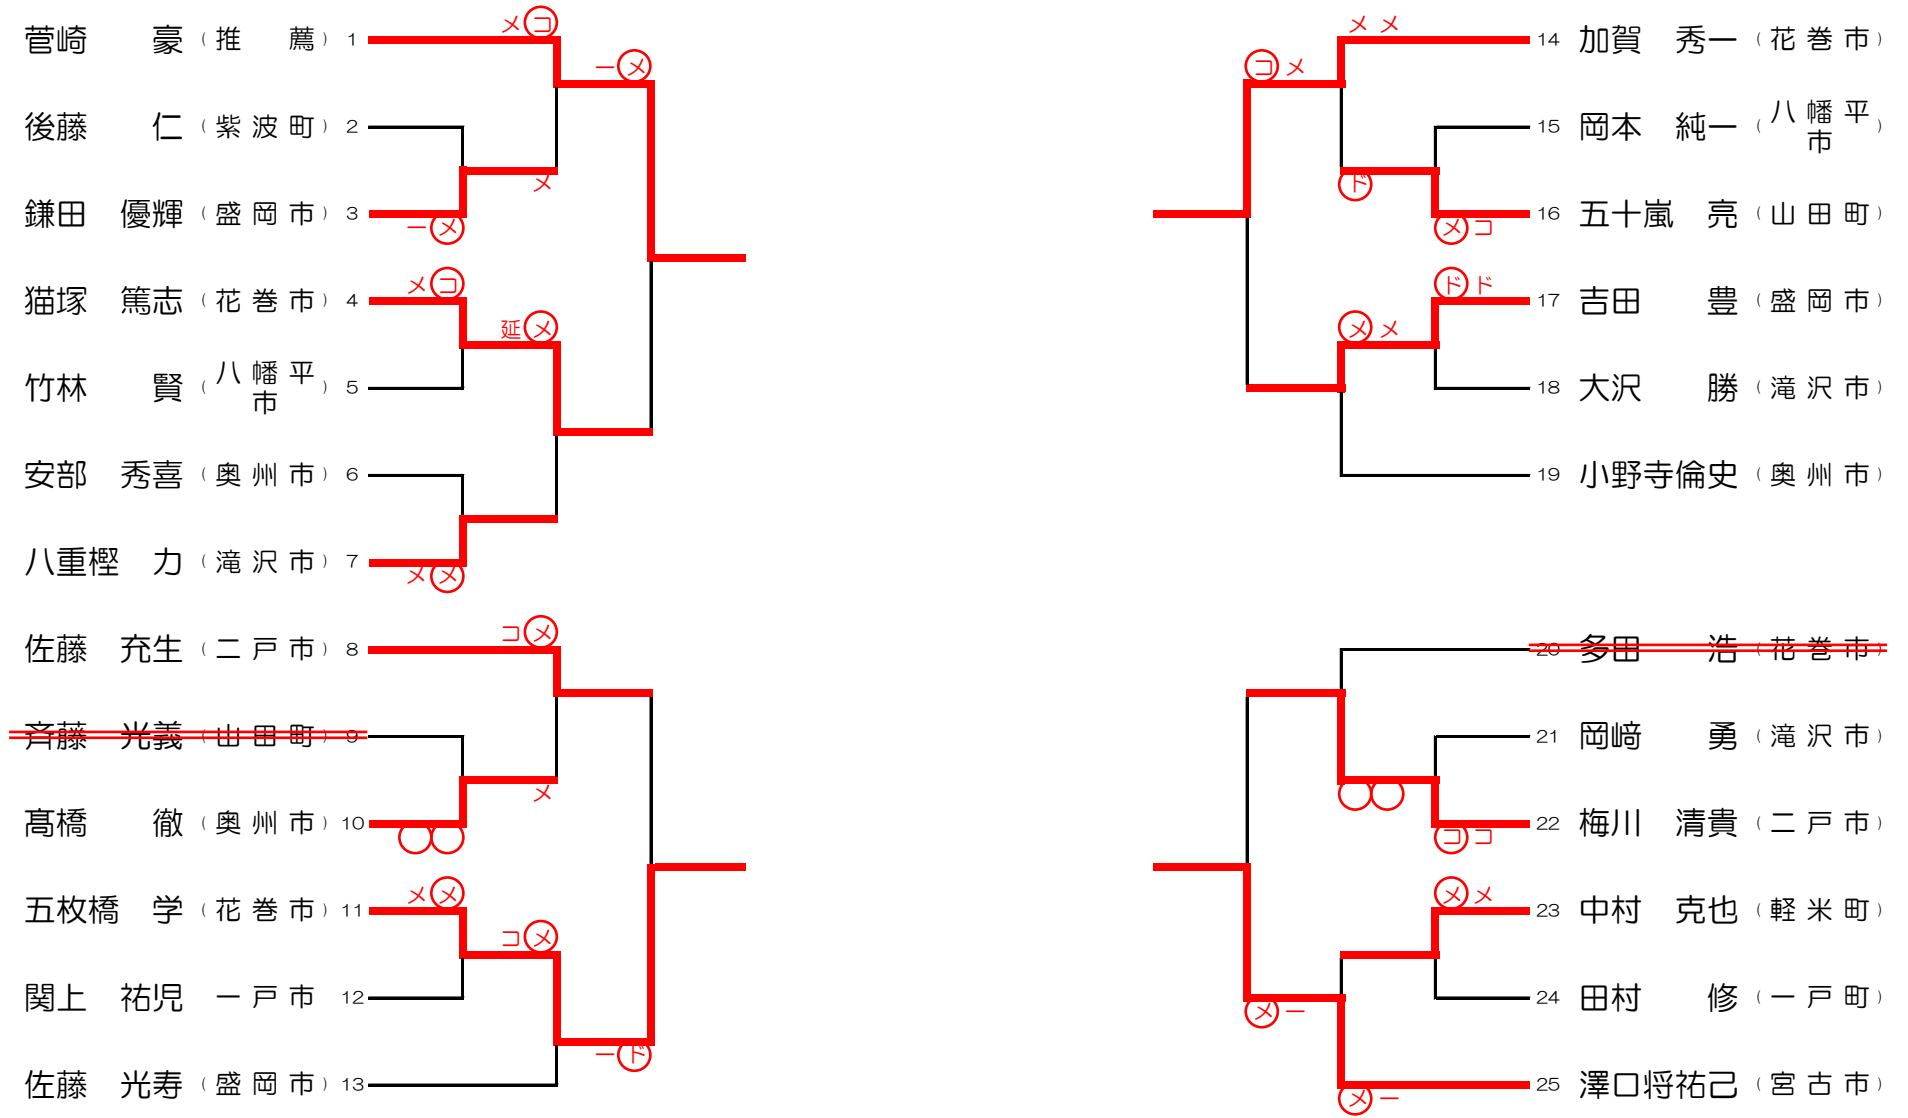 菅崎　豪（推　薦）1
メコ
一メ
後藤　仁（紫波町）2
メ
鎌田　優輝（盛岡市）3
一メ
猫塚　篤志（花巻市）4
メコ
延メ
竹林　賢（八幡平市）5
安部　秀喜（奥州市）6
八重樫　力（滝沢市）7
メメ
佐藤　充生（二戸市）8
コメ
斉藤　光義（山田町）9
メ
髙橋　徹（奥州市）10
五枚橋　学（花巻市）11
メメ
コメ
関上　祐児　一戸市　12
一ド
佐藤　光寿（盛岡市）13
メメ
14 加賀　秀一（花巻市）
コメ
15 岡本　純一（八幡平市）
ド
16 五十嵐　亮（山田町）
メコ
ドド
17 吉田　豊（盛岡市）
メメ
18 大沢　勝（滝沢市）
19 小野寺倫史（奥州市）
20 多田　浩（花巻市）
21 岡﨑　勇（滝沢市）
22 梅川　清貴（二戸市）
ココ
メメ
23 中村　克也（軽米町）
24 田村　修（一戸町）
メー
25 澤口将祐己（宮古市）
メー